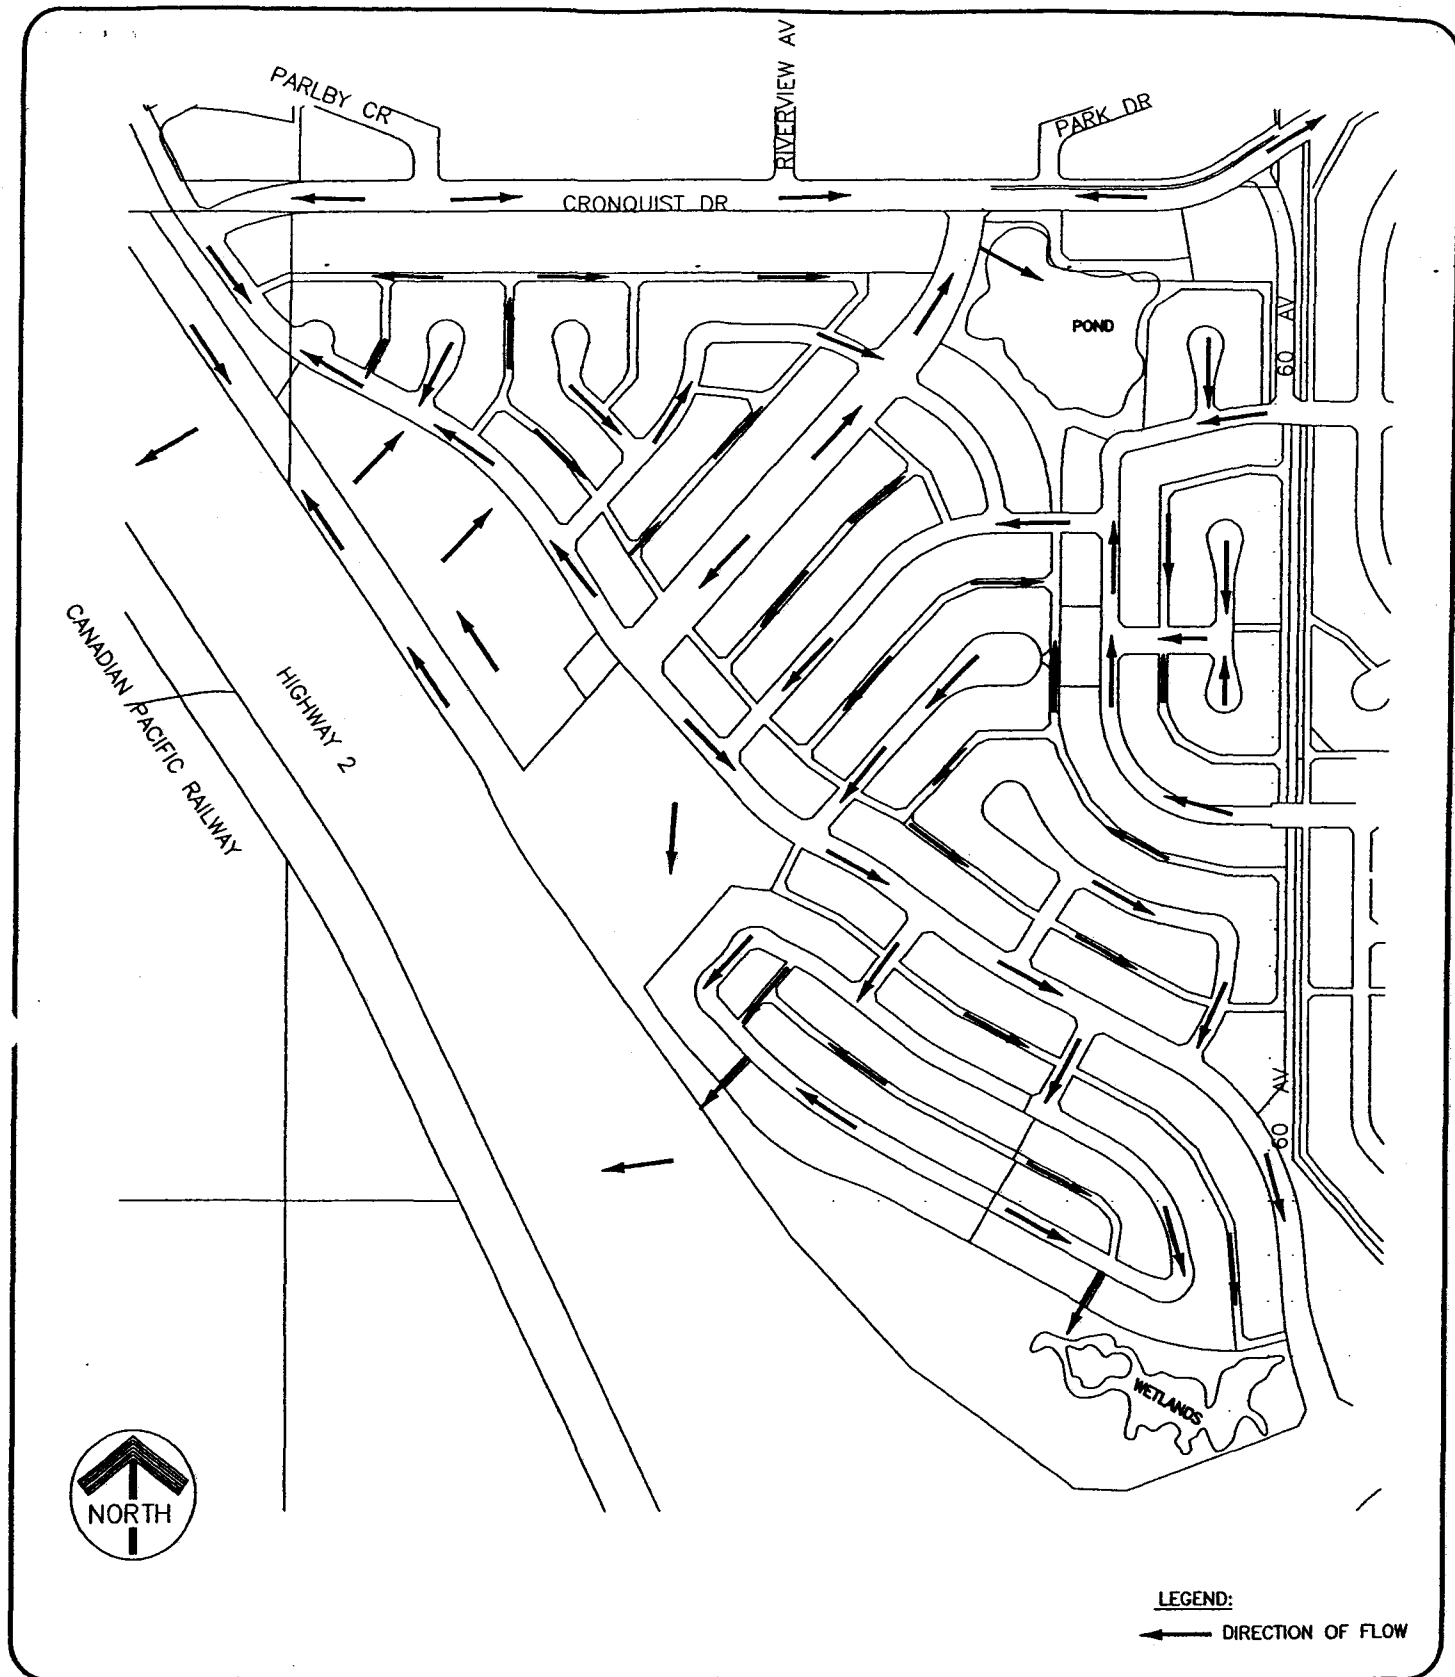 PARLBY CR
RIVERVIEW AV
PARK DR
CRONQUIST DR
POND
60 AV
CANADIAN PACIFIC RAILWAY
HIGHWAY 2
60 AV
WETLANDS
NORTH
LEGEND:
DIRECTION OF FLOW